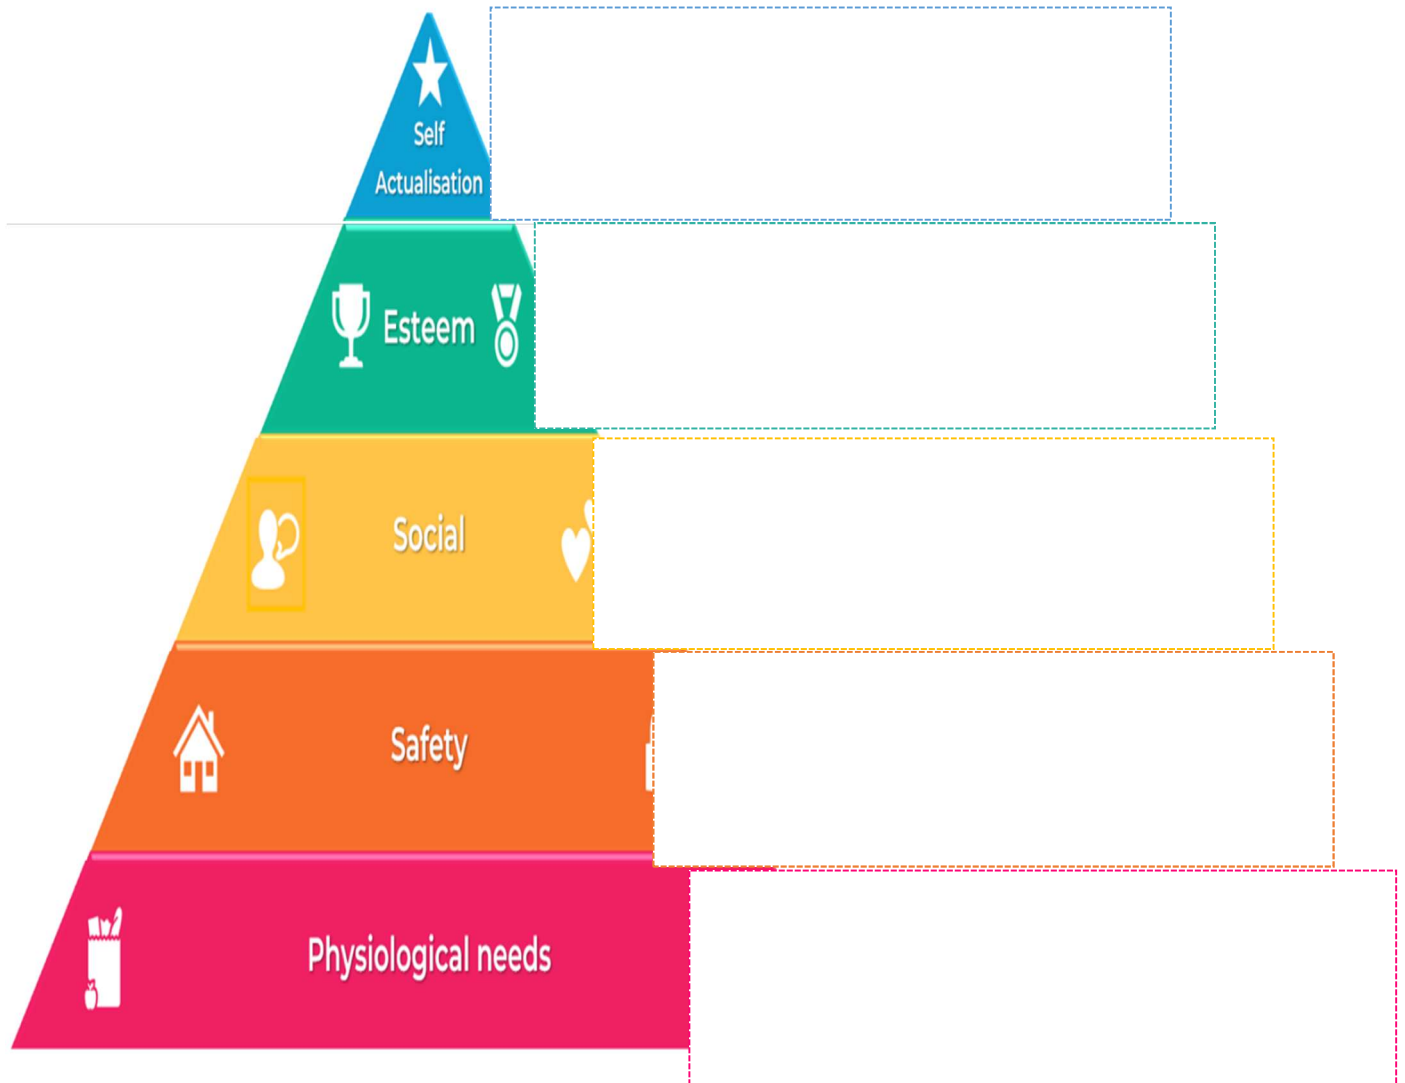 Self
Actualisation
Esteem
Social
Safety
Physiological needs